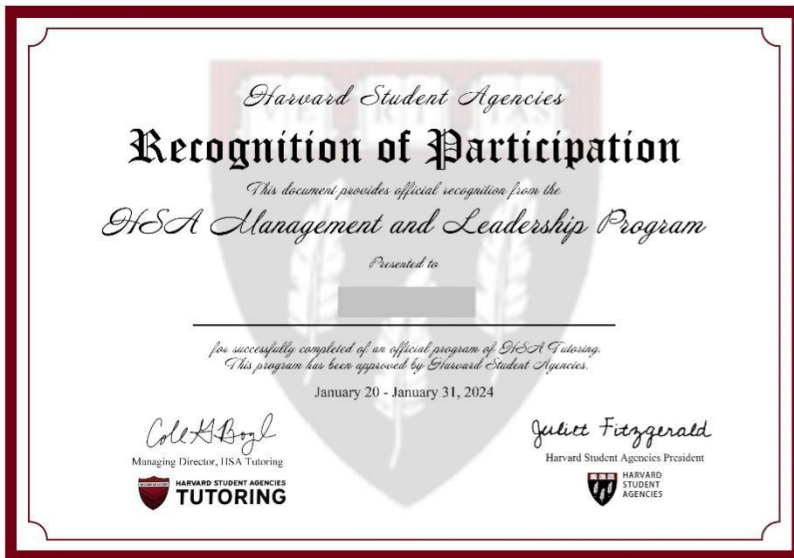 VE RI TAS
Harvard Student Agencies
Recognition of Participation
This document provides official recognition from the
HSA Management and Leadership Program
Presented to
for successfully completed of an official program of HSA Tutoring.
This program has been approved by Harvard Student Agencies.
January 20 - January 31, 2024
Juliet Fitzgerald
Managing Director, HSA Tutoring
Harvard Student Agencies President
HARVARD STUDENT AGENCIES
TUTORING
HARVARD
STUDENT
AGENCIES